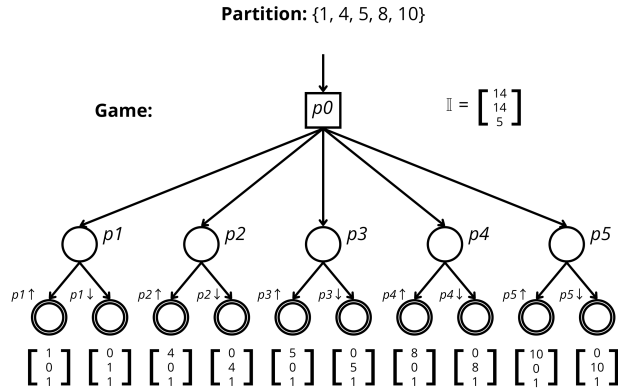 Partition: {1, 4, 5, 8, 10}
Game:
p0
𝕀 = [14 14 5]
p1
p2
p3
p4
p5
p1↑ p1↓ p2↑ p2↓ p3↑ p3↓ p4↑ p4↓ p5↑ p5↓
[1 0 1] [0 1 1] [4 0 1] [0 4 1] [5 0 1] [0 5 1] [8 0 1] [0 8 1] [10 0 1] [0 10 1]